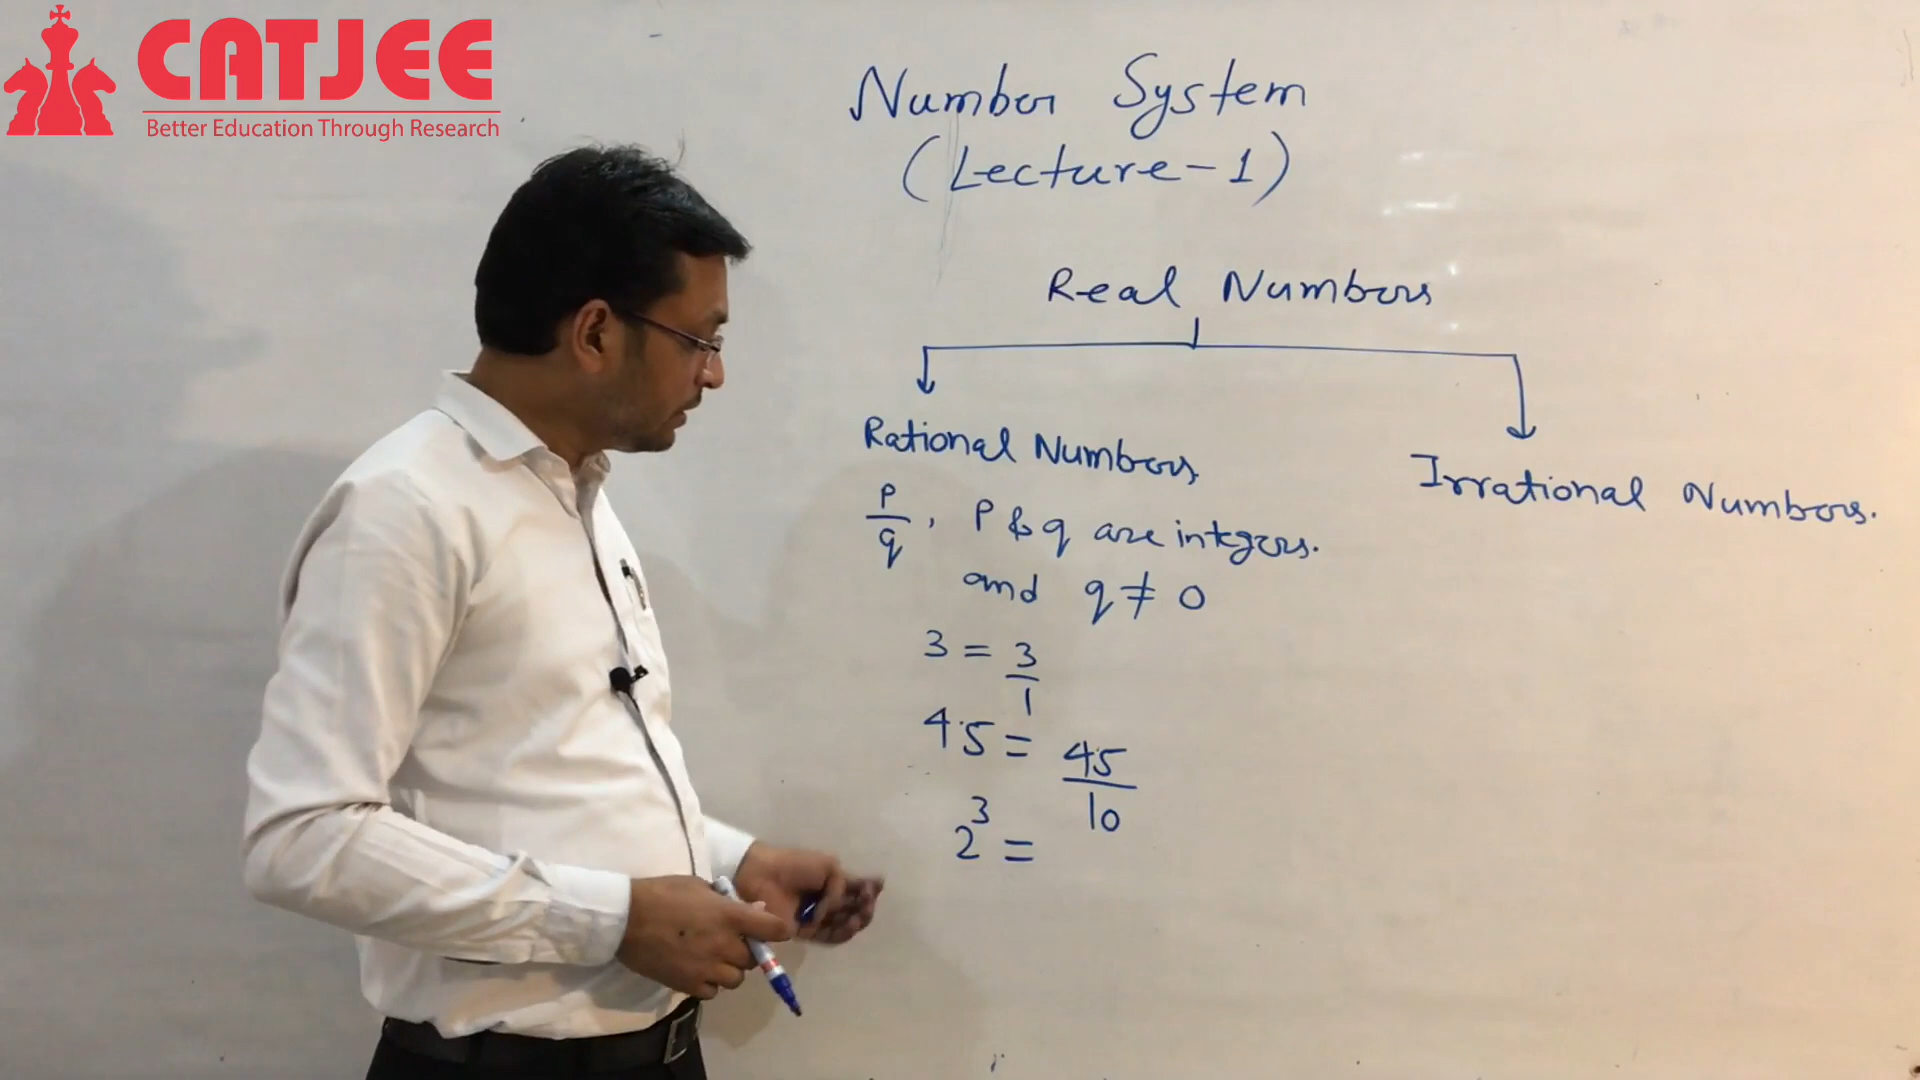 CATJEE
Better Education Through Research
Number System
(Lecture-1)
Real Numbers
Rational Numbers
Irrational Numbers.
P/q, P & q are integers.
and q ≠ 0
3 = 3/1
4.5 = 45/10
2³ =